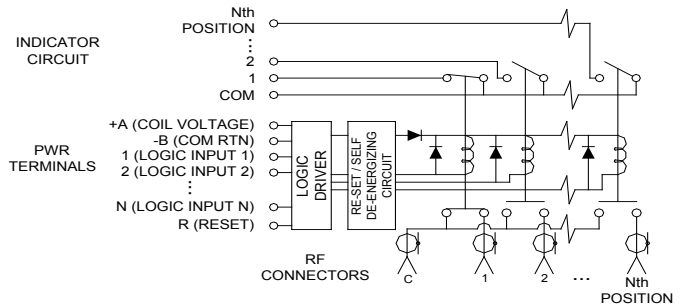 Nth
POSITION
⋮
2
1
COM
INDICATOR
CIRCUIT
+A (COIL VOLTAGE)
-B (COM RTN)
1 (LOGIC INPUT 1)
2 (LOGIC INPUT 2)
⋮
N (LOGIC INPUT N)
R (RESET)
PWR
TERMINALS
LOGIC
DRIVER
RE-SET / SELF
DE-ENERGIZING
CIRCUIT
RF
CONNECTORS
C
1
2
...
Nth
POSITION